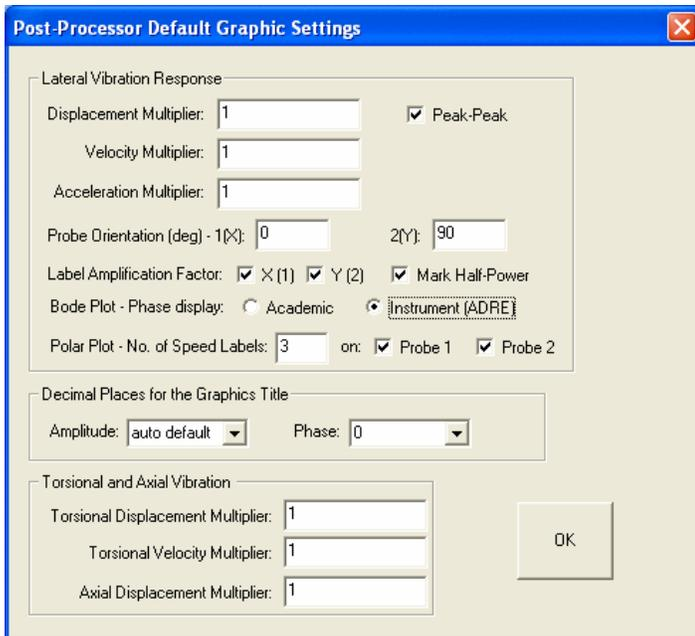 Post-Processor Default Graphic Settings
Lateral Vibration Response
Displacement Multiplier: 1 Peak-Peak
Velocity Multiplier: 1
Acceleration Multiplier: 1
Probe Orientation (deg) - 1(X): 0 2(Y): 90
Label Amplification Factor: X (1) Y (2) Mark Half-Power
Bode Plot - Phase display: Academic Instrument (ADRE)
Polar Plot - No. of Speed Labels: 3 on: Probe 1 Probe 2
Decimal Places for the Graphics Title
Amplitude: auto default Phase: 0
Torsional and Axial Vibration
Torsional Displacement Multiplier: 1
Torsional Velocity Multiplier: 1
Axial Displacement Multiplier: 1
OK